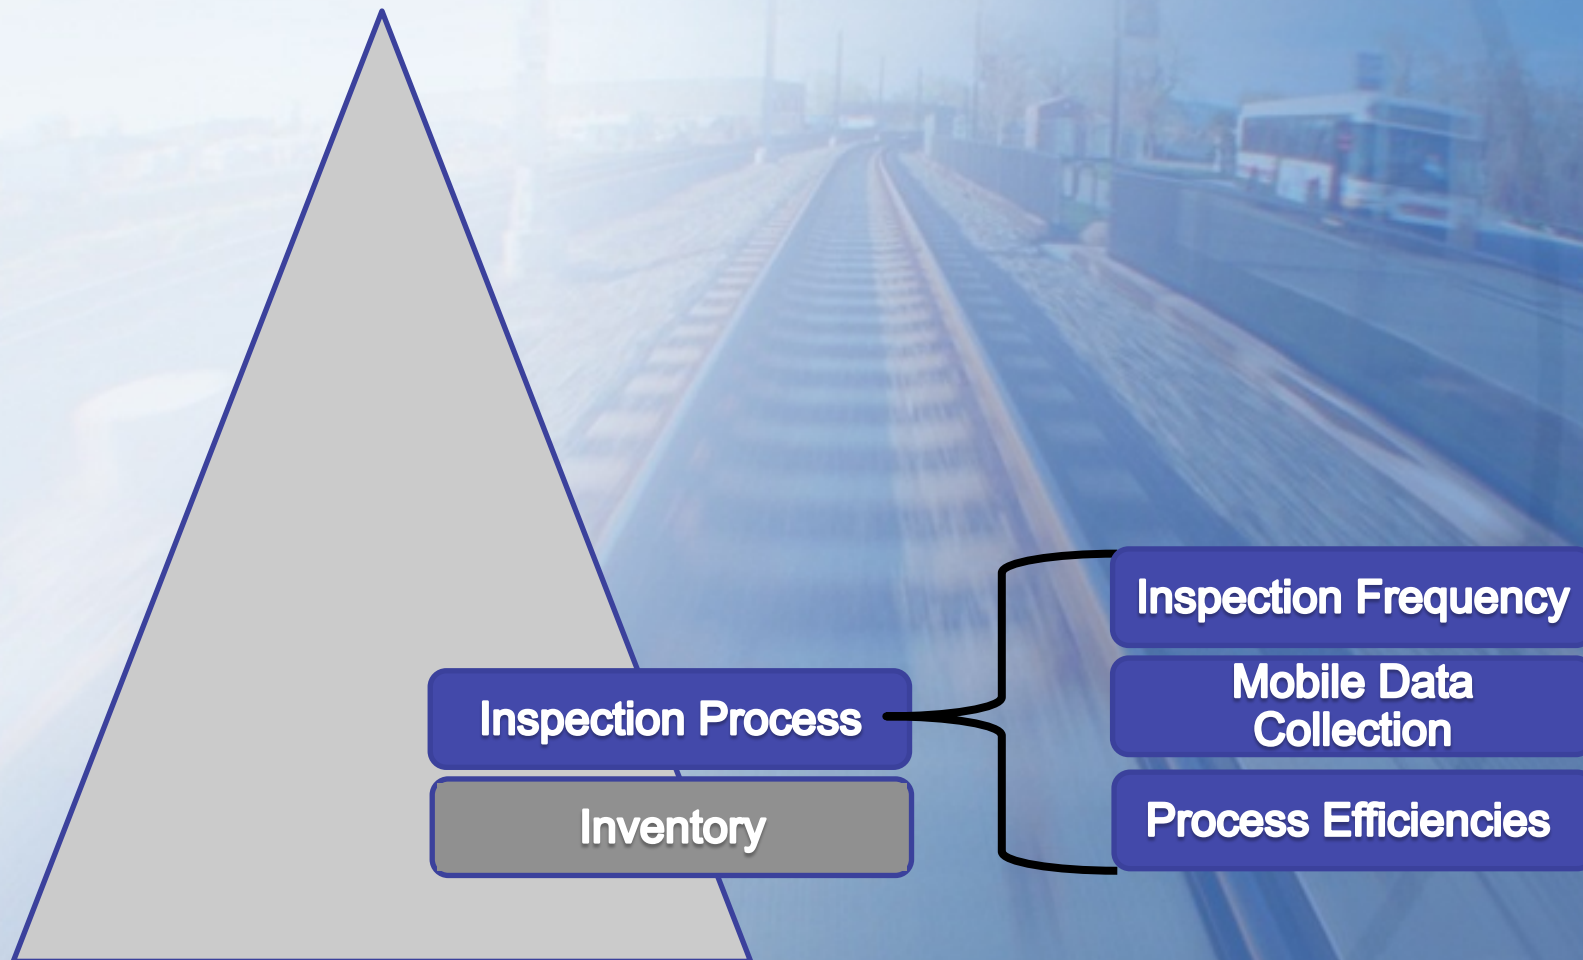 Inspection Process
Inventory
Inspection Frequency
Mobile Data
Collection
Process Efficiencies